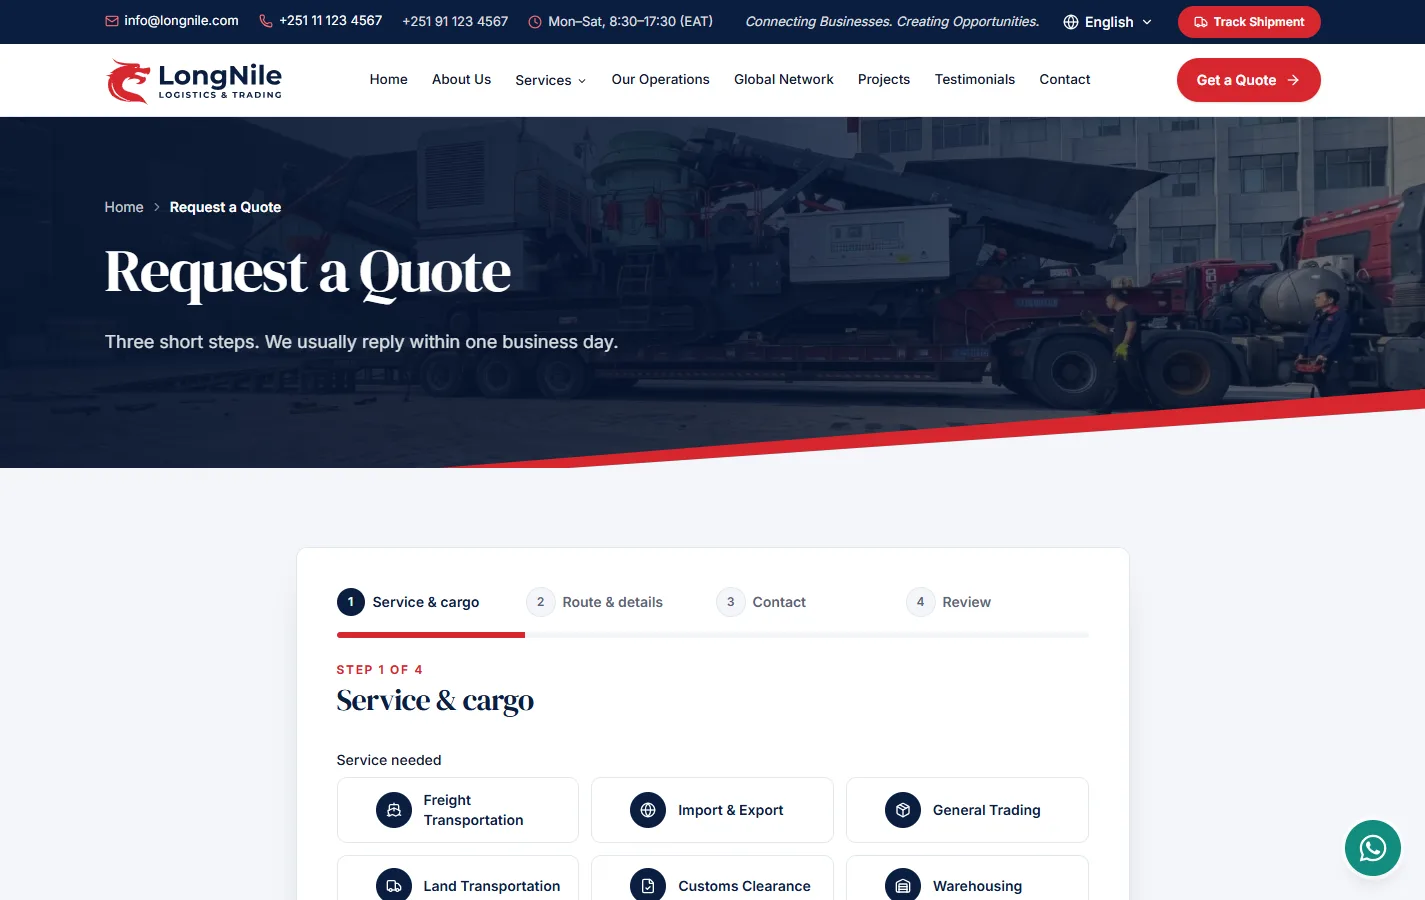 info@longnile.com
+251 11 123 4567
+251 91 123 4567
Mon–Sat, 8:30–17:30 (EAT)
Connecting Businesses. Creating Opportunities.
English
Track Shipment
LongNile
LOGISTICS & TRADING
Home
About Us
Services
Our Operations
Global Network
Projects
Testimonials
Contact
Get a Quote
Home
Request a Quote
Request a Quote
Three short steps. We usually reply within one business day.
1
Service & cargo
2
Route & details
3
Contact
4
Review
STEP 1 OF 4
Service & cargo
Service needed
Freight
Transportation
Import & Export
General Trading
Land Transportation
Customs Clearance
Warehousing